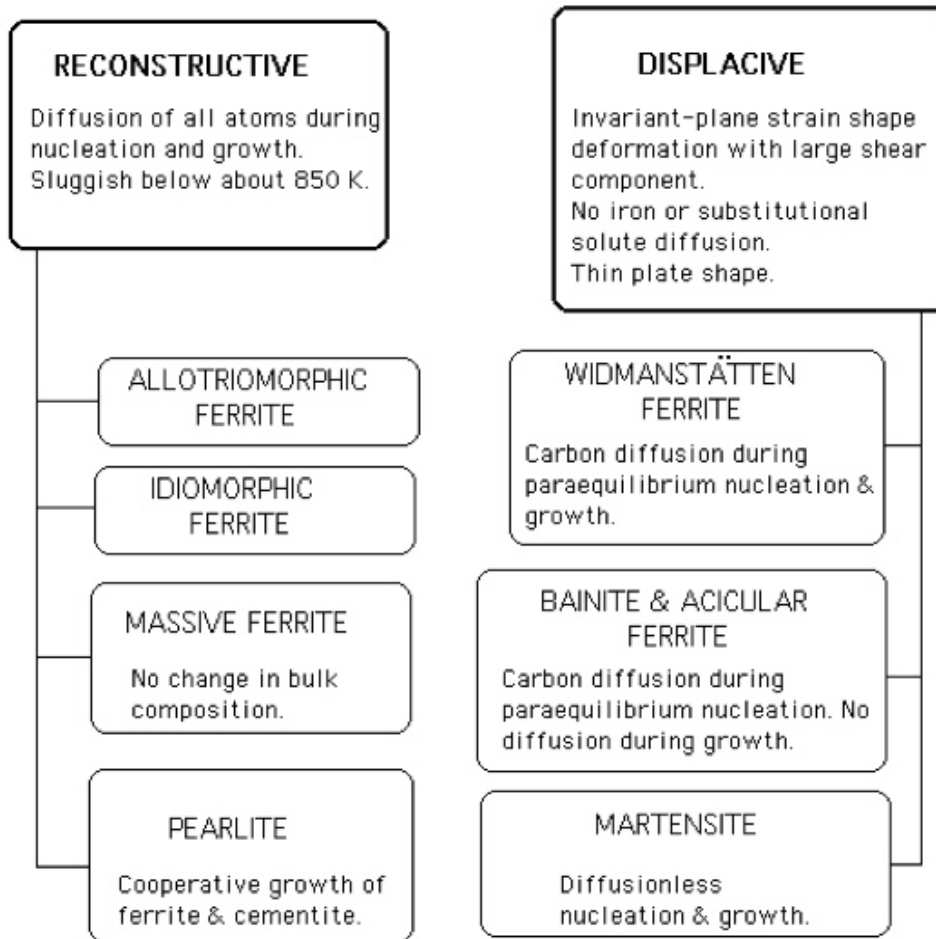 RECONSTRUCTIVE
Diffusion of all atoms during
nucleation and growth.
Sluggish below about 850 K.
ALLOTRIOMORPHIC
FERRITE
IDIOMORPHIC
FERRITE
MASSIVE FERRITE
No change in bulk
composition.
PEARLITE
Cooperative growth of
ferrite & cementite.
DISPLACIVE
Invariant-plane strain shape
deformation with large shear
component.
No iron or substitutional
solute diffusion.
Thin plate shape.
WIDMANSTÄTTEN
FERRITE
Carbon diffusion during
paraequilibrium nucleation &
growth.
BAINITE & ACICULAR
FERRITE
Carbon diffusion during
paraequilibrium nucleation. No
diffusion during growth.
MARTENSITE
Diffusionless
nucleation & growth.